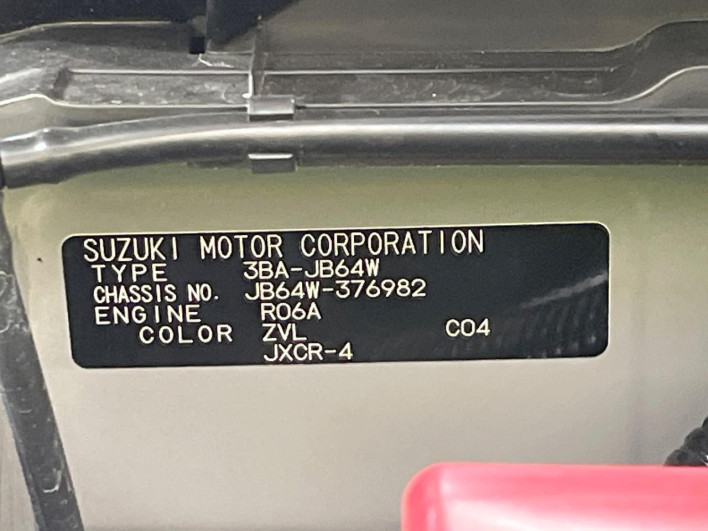 SUZUKI MOTOR CORPORATION
TYPE 3BA-JB64W
CHASSIS NO. JB64W-376982
ENGINE R06A
COLOR ZVL C04
JXCR-4